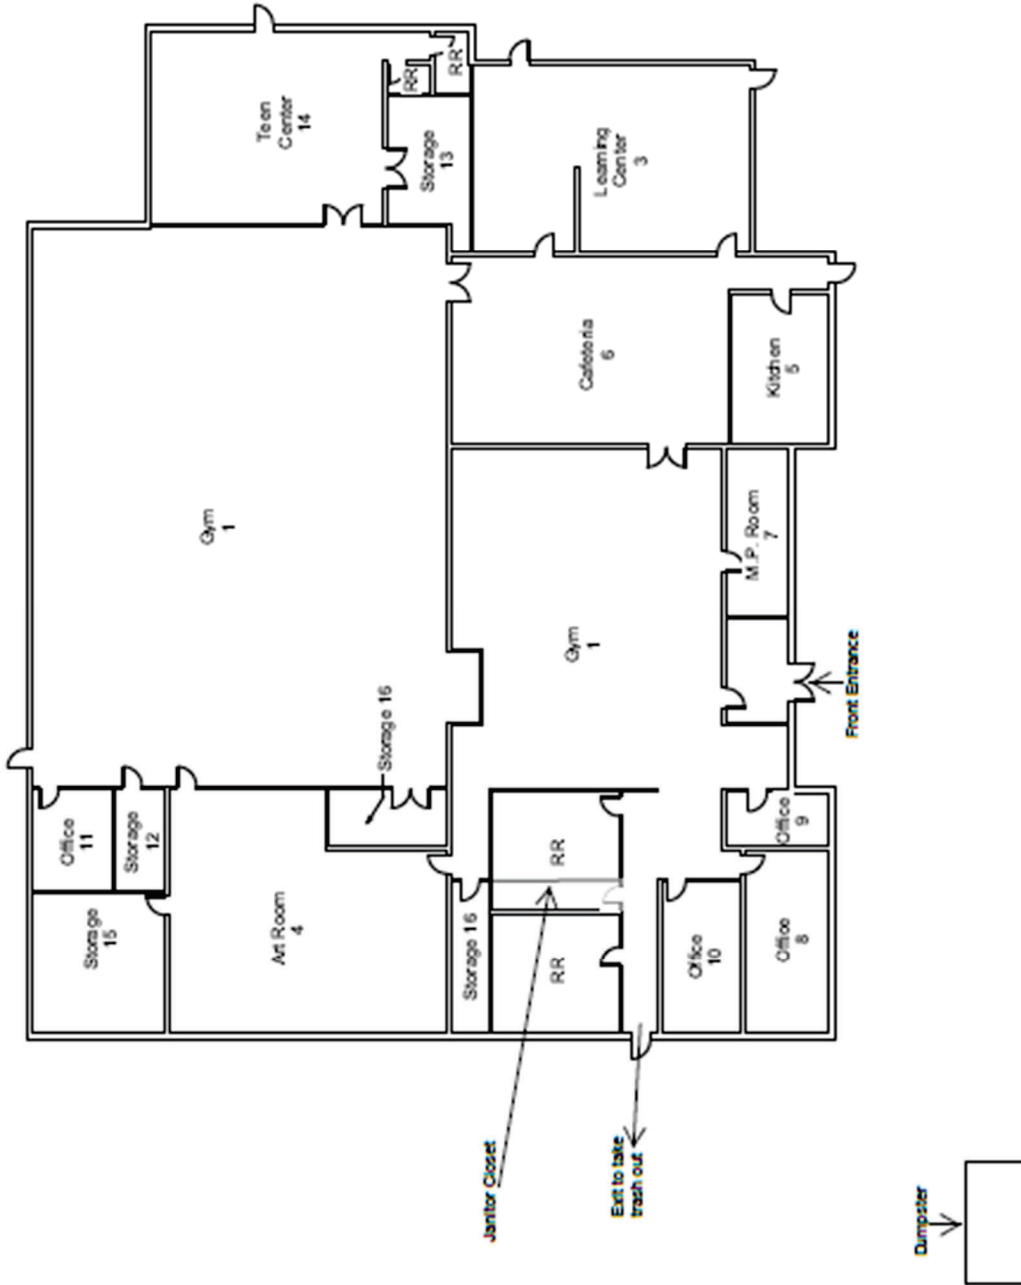 Storage
15
Office
11
Storage
12
Gym
1
Teen
Center
14
Art Room
4
Storage 16
RR
RR
Storage
13
Storage 16
Janitor Closet
RR
RR
Gym
1
Cafeteria
6
Learning
Center
3
Exit to take
trash out
Office
10
Office
8
Office
9
M.P. Room
7
Kitchen
5
Front Entrance
Dumpster